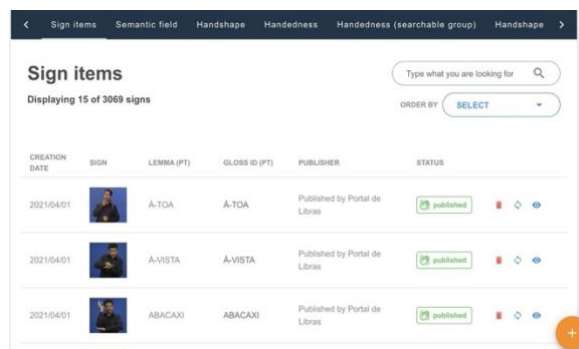 Sign items Semantic field Handshape Handedness Handedness (searchable group) Handshape
Sign items
Type what you are looking for
Displaying 15 of 3069 signs
ORDER BY SELECT
CREATION DATE SIGN LEMMA (PT) GLOSS ID (PT) PUBLISHER STATUS
2021/04/01 À-TOA À-TOA Published by Portal de Libras published
2021/04/01 À-VISTA À-VISTA Published by Portal de Libras published
2021/04/01 ABACAXI ABACAXI Published by Portal de Libras published
+